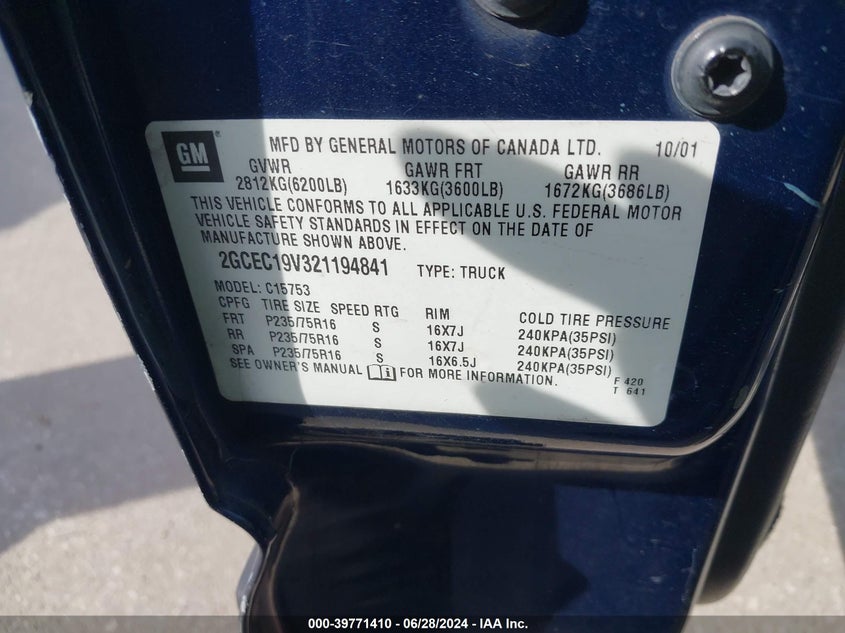 GM® MFD BY GENERAL MOTORS OF CANADA LTD. 10/01
GVWR GAWR FRT GAWR RR
2812KG(6200LB) 1633KG(3600LB) 1672KG(3686LB)
THIS VEHICLE CONFORMS TO ALL APPLICABLE U.S. FEDERAL MOTOR
VEHICLE SAFETY STANDARDS IN EFFECT ON THE DATE OF
MANUFACTURE SHOWN ABOVE.
2GCEC19V321194841 TYPE: TRUCK
MODEL: C15753
CPFG TIRE SIZE SPEED RTG RIM COLD TIRE PRESSURE
FRT P235/75R16 S 16X7J 240KPA(35PSI)
RR P235/75R16 S 16X7J 240KPA(35PSI)
SPA P235/75R16 S 16X6.5J 240KPA(35PSI)
SEE OWNER'S MANUAL FOR MORE INFORMATION.
F 420
T 641
000-39771410 - 06/28/2024 - IAA Inc.